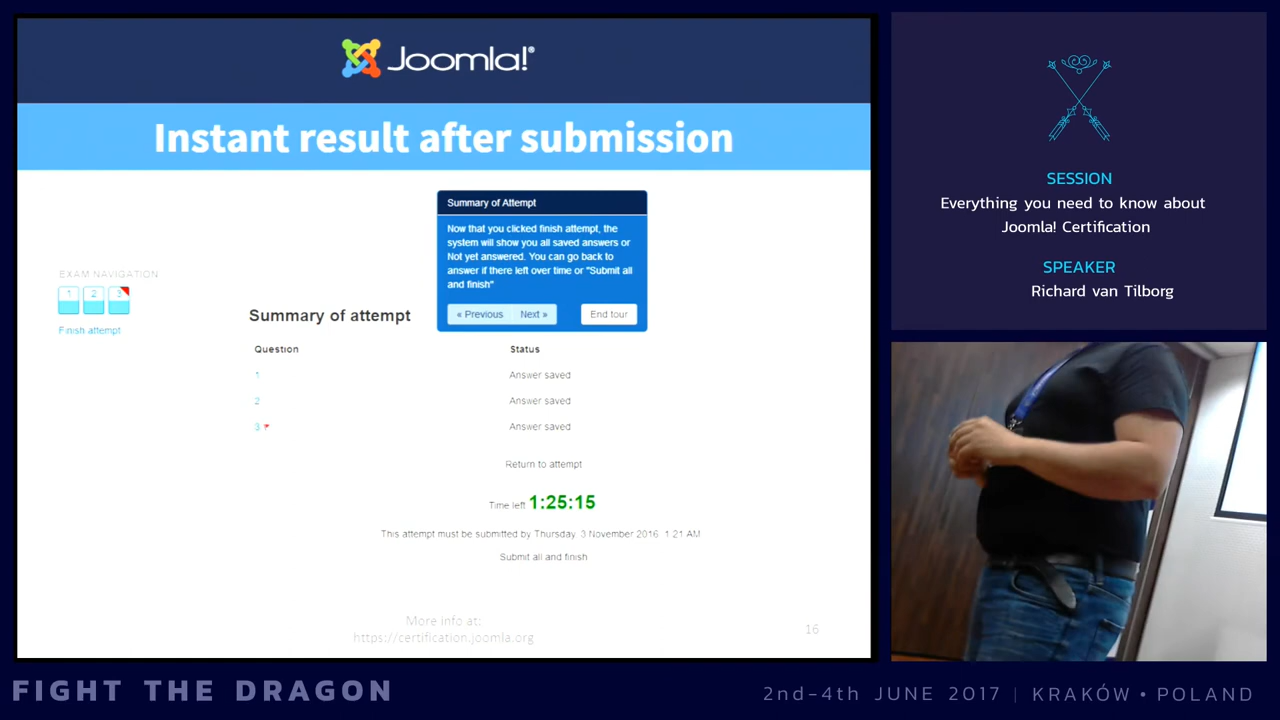 Joomla!®
Instant result after submission
Summary of Attempt
Now that you clicked finish attempt, the
system will show you all saved answers or
Not yet answered. You can go back to
answer if there left over time or "Submit all
and finish"
« Previous Next » End tour
EXAM NAVIGATION
1 2 3
Finish attempt
Summary of attempt
Question Status
1 Answer saved
2 Answer saved
3 Answer saved
Return to attempt
Time left 1:25:15
This attempt must be submitted by Thursday, 3 November 2016, 1:21 AM.
Submit all and finish
More info at:
https://certification.joomla.org
16
SESSION
Everything you need to know about
Joomla! Certification
SPEAKER
Richard van Tilborg
FIGHT THE DRAGON
2nd-4th JUNE 2017 | KRAKÓW • POLAND